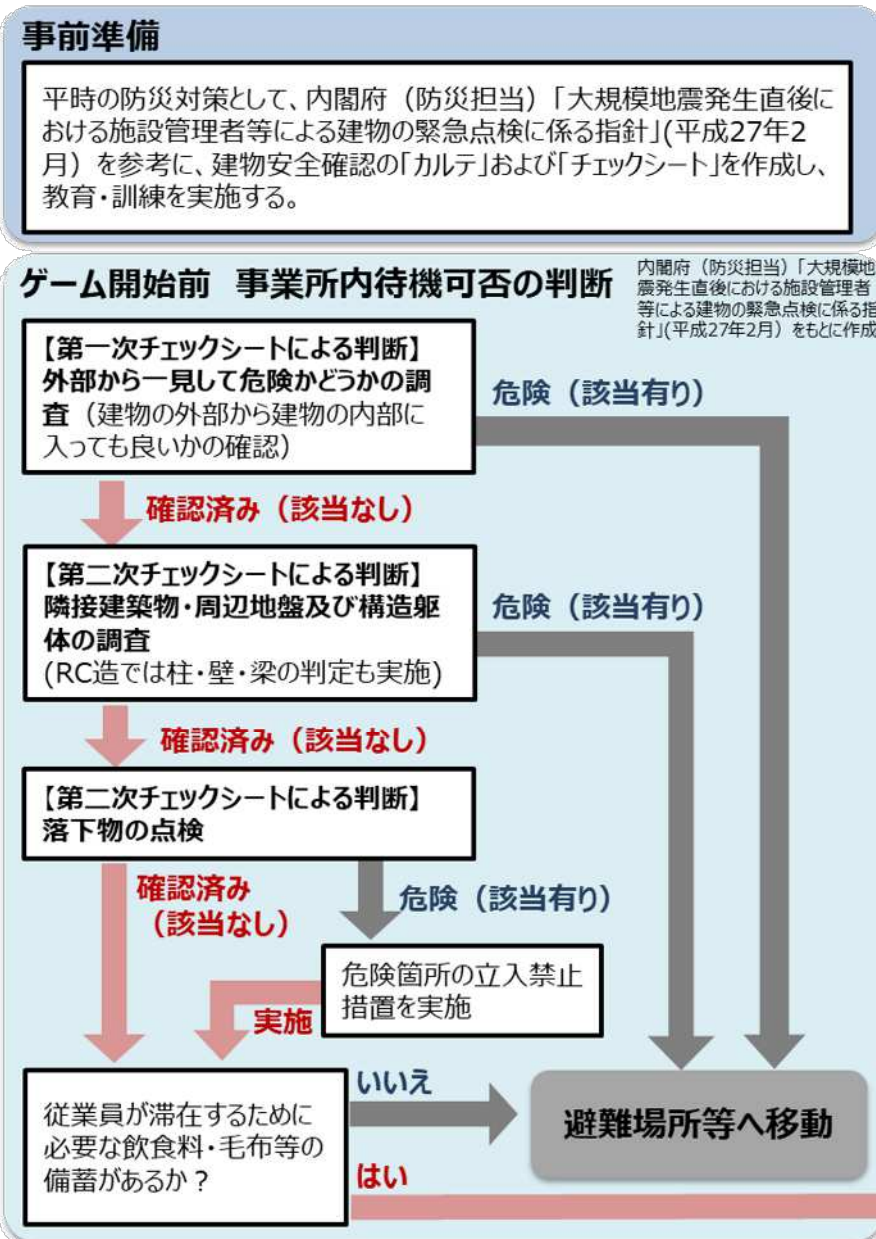 事前準備
平時の防災対策として、内閣府（防災担当）「大規模地震発生直後に
おける施設管理者等による建物の緊急点検に係る指針」(平成27年2
月）を参考に、建物安全確認の「カルテ」および「チェックシート」を作成し、
教育・訓練を実施する。
ゲーム開始前 事業所内待機可否の判断
内閣府（防災担当）「大規模地
震発生直後における施設管理者
等による建物の緊急点検に係る指
針」(平成27年2月）をもとに作成
【第一次チェックシートによる判断】
外部から一見して危険かどうかの調
査（建物の外部から建物の内部に
入っても良いかの確認）
危険（該当有り）
確認済み（該当なし）
【第二次チェックシートによる判断】
隣接建築物・周辺地盤及び構造躯
体の調査
(RC造では柱・壁・梁の判定も実施)
危険（該当有り）
確認済み（該当なし）
【第二次チェックシートによる判断】
落下物の点検
確認済み
（該当なし）
危険（該当有り）
危険箇所の立入禁止
措置を実施
実施
従業員が滞在するために
必要な飲食料・毛布等の
備蓄があるか？
いいえ
避難場所等へ移動
はい